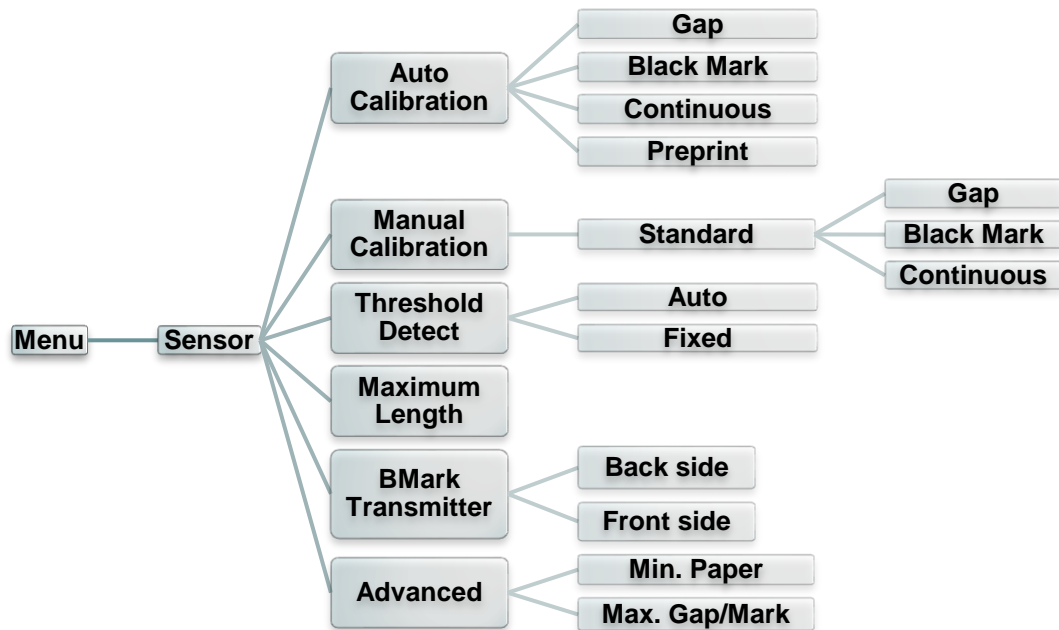 Menu
Sensor
Auto
Calibration
Gap
Black Mark
Continuous
Preprint
Manual
Calibration
Standard
Gap
Black Mark
Continuous
Threshold
Detect
Auto
Fixed
Maximum
Length
BMark
Transmitter
Back side
Front side
Advanced
Min. Paper
Max. Gap/Mark